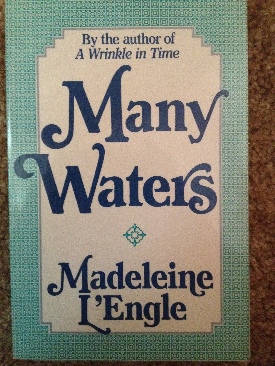 By the author of
A Wrinkle in Time
Many
Waters
Madeleine
L'Engle